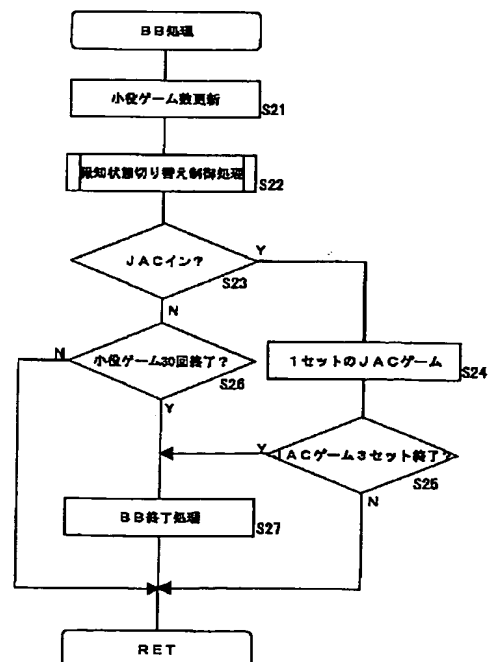 BB処理
小役ゲーム数更新
S21
報知状態切り替え制御処理
S22
JACイン?
Y
S23
N
1セットのJACゲーム
S24
N
小役ゲーム30回終了?
S26
Y
Y
JACゲーム3セット終了?
S25
N
BB終了処理
S27
RET